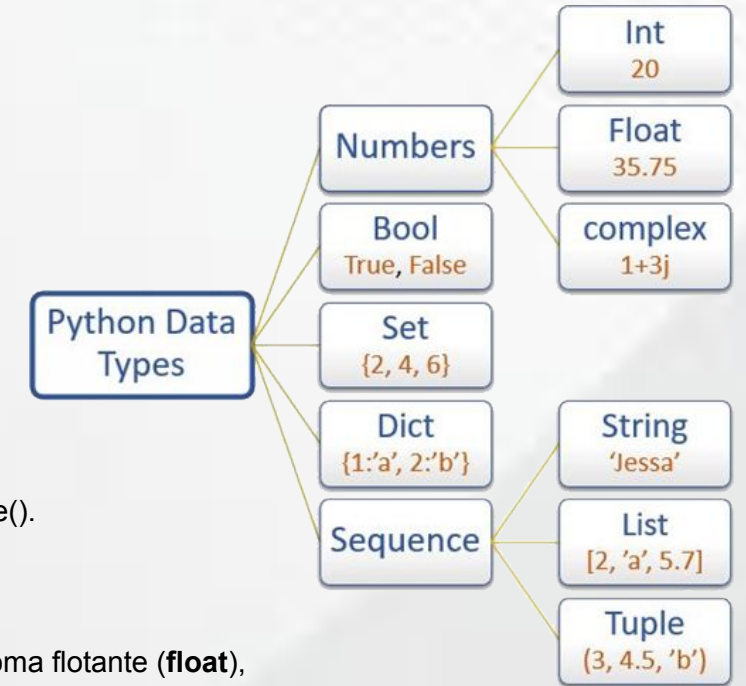 Int
20
Float
35.75
complex
1+3j
Numbers
Bool
True, False
Set
{2, 4, 6}
Dict
{1:'a', 2:'b'}
Sequence
Python Data
Types
String
'Jessa'
List
[2, 'a', 5.7]
Tuple
(3, 4.5, 'b')
e().
oma flotante (float),